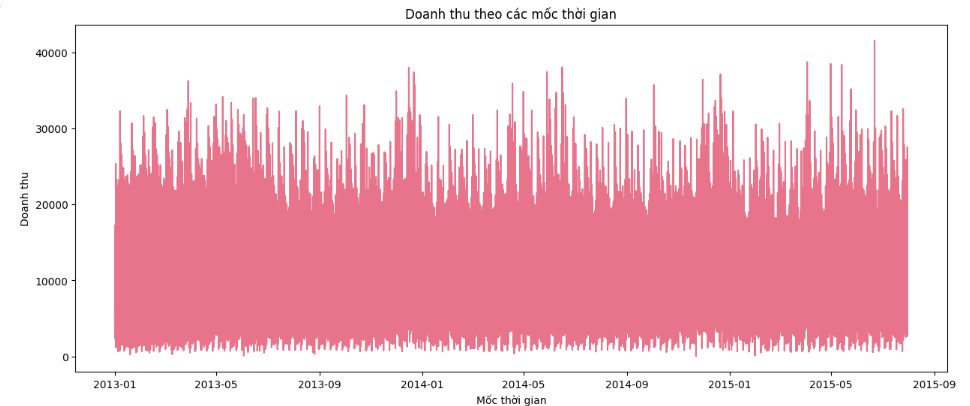 Doanh thu theo các mốc thời gian
Doanh thu
40000
30000
20000
10000
0
2013-01 2013-05 2013-09 2014-01 2014-05 2014-09 2015-01 2015-05 2015-09
Mốc thời gian